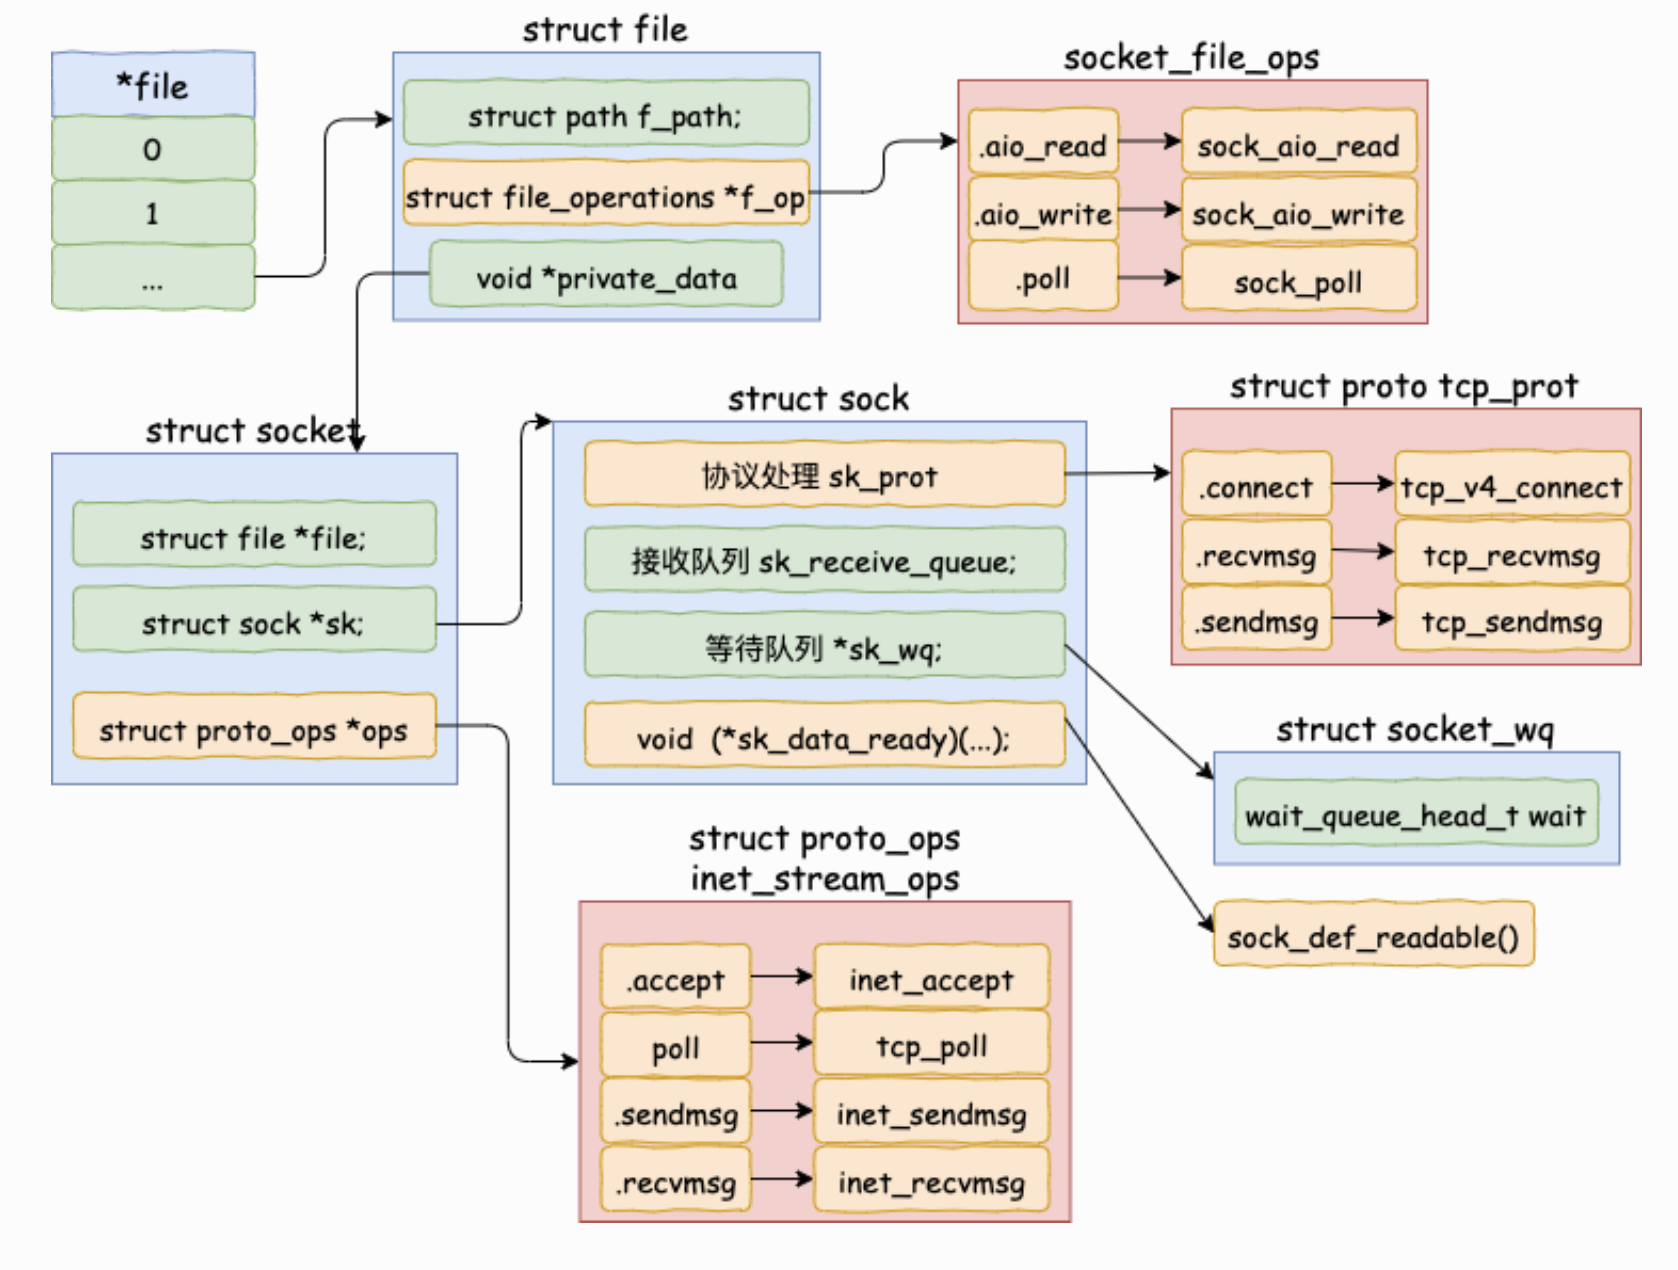 struct file
*file
0
1
...
struct path f_path;
struct file_operations *f_op
void *private_data
socket_file_ops
.aio_read
sock_aio_read
.aio_write
sock_aio_write
.poll
sock_poll
struct socket
struct file *file;
struct sock *sk;
struct proto_ops *ops
struct sock
协议处理 sk_prot
接收队列 sk_receive_queue;
等待队列 *sk_wq;
void (*sk_data_ready)(...);
struct proto tcp_prot
.connect
tcp_v4_connect
.recvmsg
tcp_recvmsg
.sendmsg
tcp_sendmsg
struct socket_wq
wait_queue_head_t wait
sock_def_readable()
struct proto_ops
inet_stream_ops
.accept
inet_accept
poll
tcp_poll
.sendmsg
inet_sendmsg
.recvmsg
inet_recvmsg